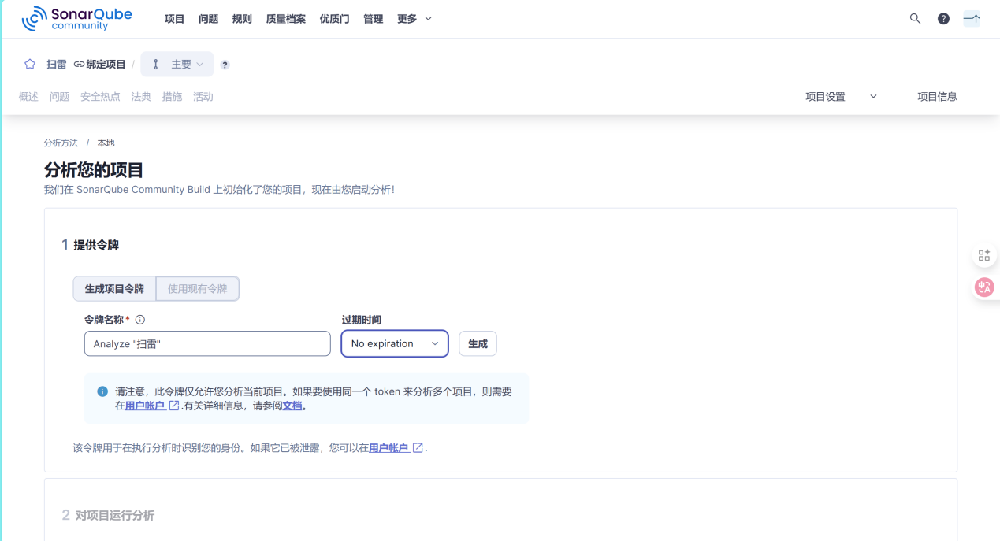 SonarQube community 项目 问题 规则 质量档案 优质门 管理 更多 一个
扫雷 绑定项目 / 主要 ?
概述 问题 安全热点 法典 措施 活动 项目设置 项目信息
分析方法 / 本地
分析您的项目
我们在 SonarQube Community Build 上初始化了您的项目，现在由您启动分析！
1 提供令牌
生成项目令牌 使用现有令牌
令牌名称* 过期时间
Analyze "扫雷" No expiration 生成
请注意，此令牌仅允许您分析当前项目。如果要使用同一个 token 来分析多个项目，则需要
在用户帐户 .有关详细信息，请参阅文档。
该令牌用于在执行分析时识别您的身份。如果它已被泄露，您可以在用户帐户 .
2 对项目运行分析